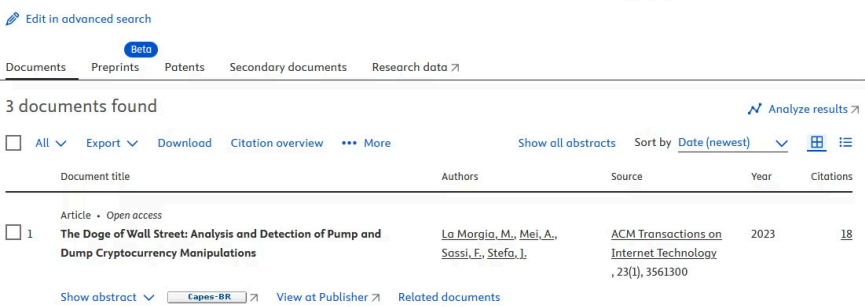 Edit in advanced search
Beta
Documents Preprints Patents Secondary documents Research data
3 documents found
Analyze results
All Export Download Citation overview ••• More Show all abstracts Sort by Date (newest)
Document title Authors Source Year Citations
Article • Open access
1 The Doge of Wall Street: Analysis and Detection of Pump and La Morgia, M., Mei, A., ACM Transactions on 2023 18
Dump Cryptocurrency Manipulations Sassi, F., Stefa, J. Internet Technology
, 23(1), 3561300
Show abstract Capes-BR View at Publisher Related documents